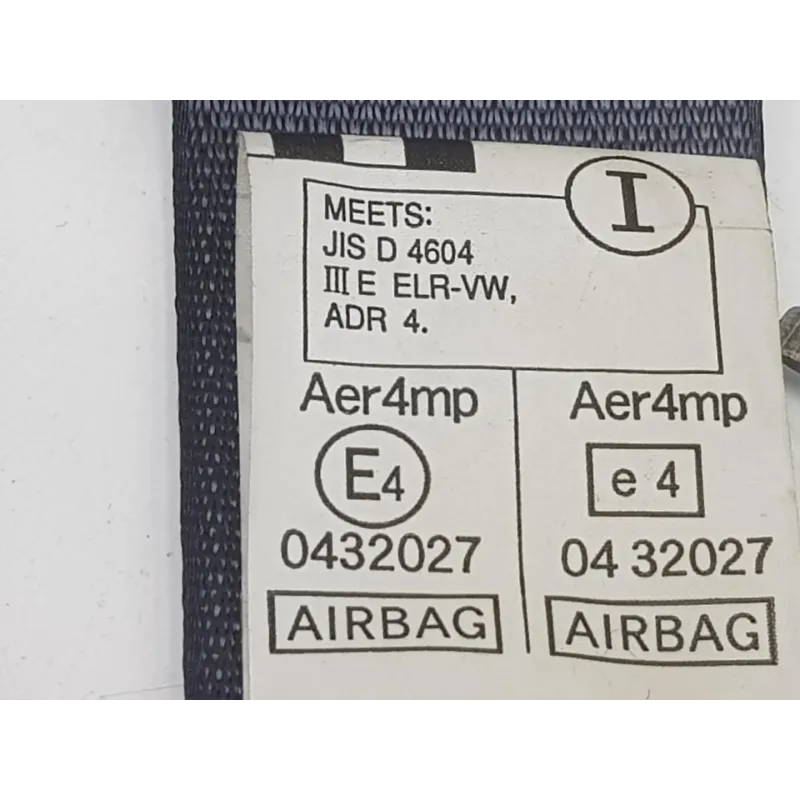 I
MEETS:
JIS D 4604
III E ELR-VW,
ADR 4.
Aer4mp
E4
0432027
AIRBAG
Aer4mp
e 4
04 32027
AIRBAG